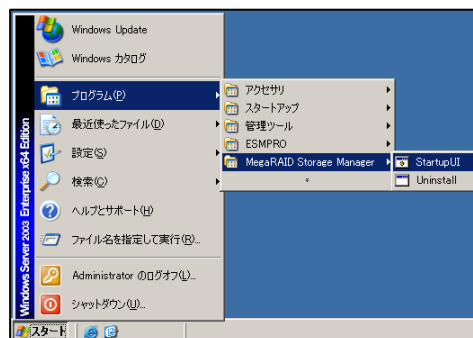 Windows Update
Windows カタログ
プログラム(P)
最近使ったファイル(D)
設定(S)
検索(C)
ヘルプとサポート(H)
ファイル名を指定して実行(R)...
Administrator のログオフ(L)...
シャットダウン(U)...
Windows Server 2003 Enterprise x64 Edition
スタート
アクセサリ
スタートアップ
管理ツール
ESMPRO
MegaRAID Storage Manager
StartupUI
Uninstall